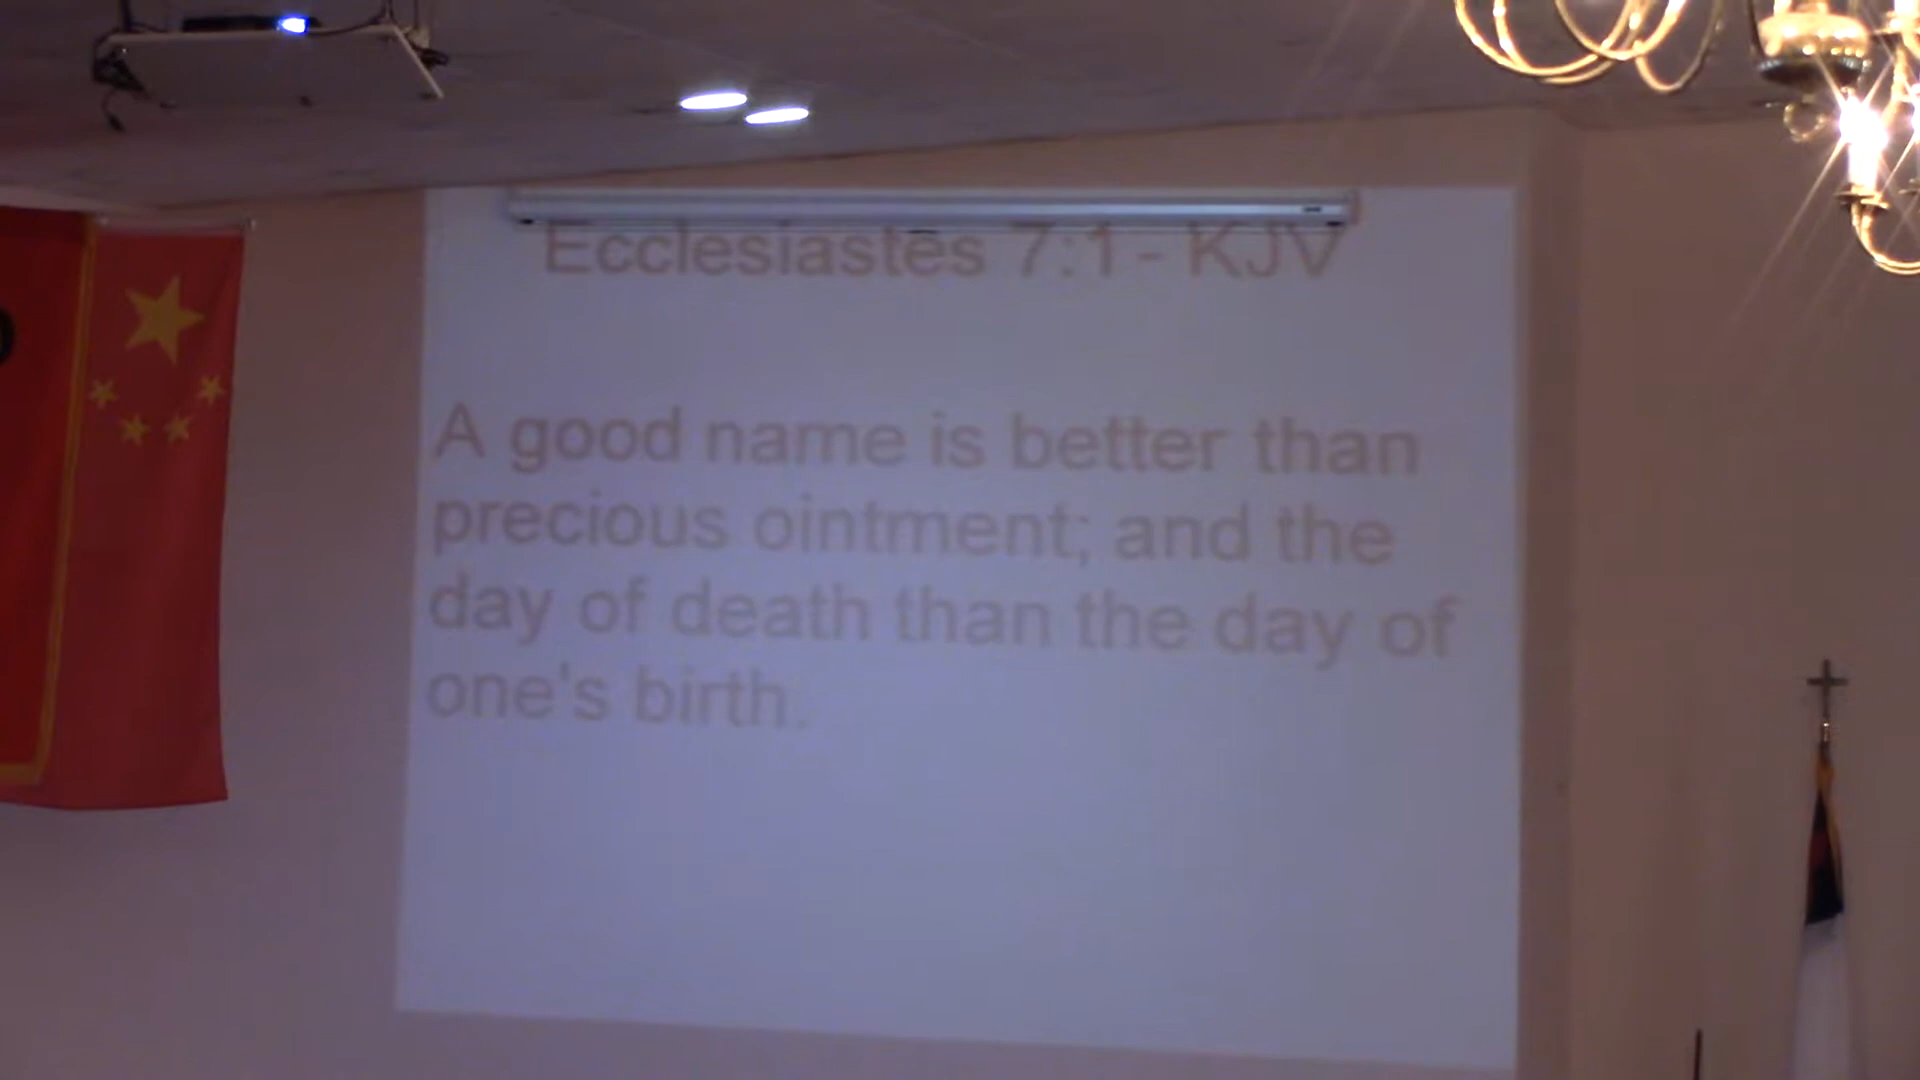 Ecclesiastes 7:1 - KJV
A good name is better than
precious ointment; and the
day of death than the day of
one's birth.